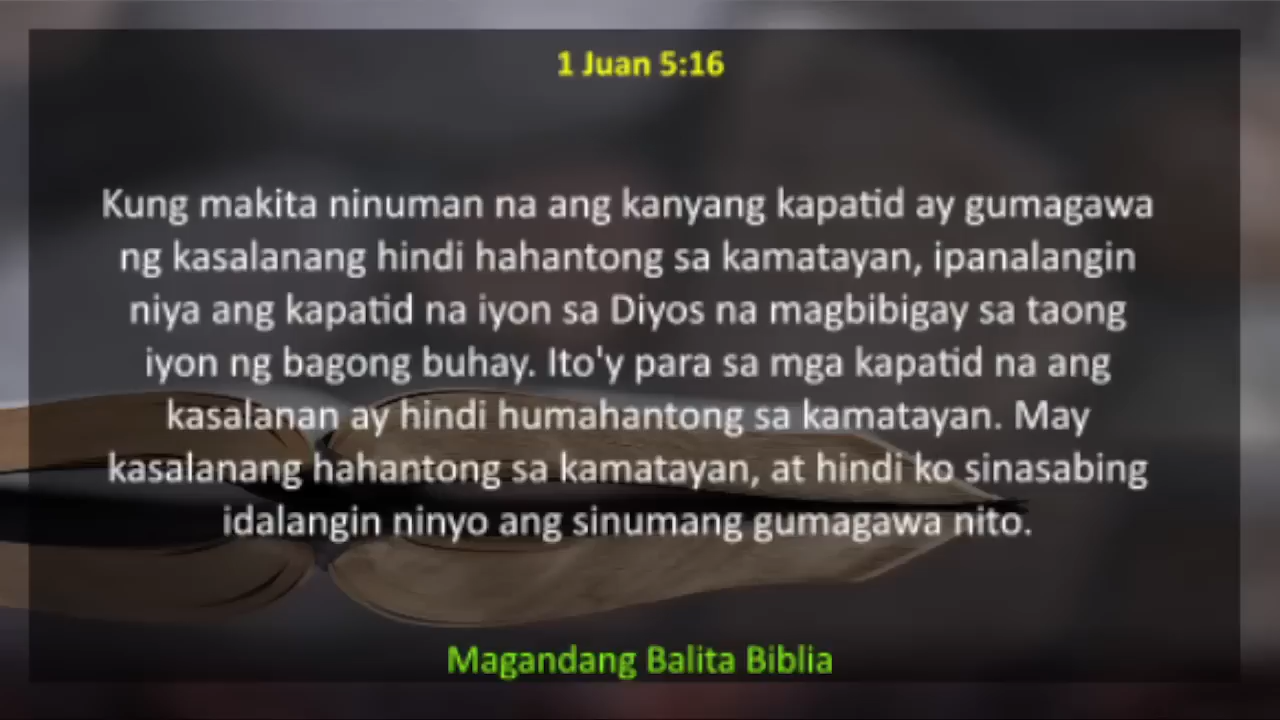 1 Juan 5:16
Kung makita ninuman na ang kanyang kapatid ay gumagawa
ng kasalanang hindi hahantong sa kamatayan, ipanalangin
niya ang kapatid na iyon sa Diyos na magbibigay sa taong
iyon ng bagong buhay. Ito'y para sa mga kapatid na ang
kasalanan ay hindi humahantong sa kamatayan. May
kasalanang hahantong sa kamatayan, at hindi ko sinasabing
idalangin ninyo ang sinumang gumagawa nito.
Magandang Balita Biblia